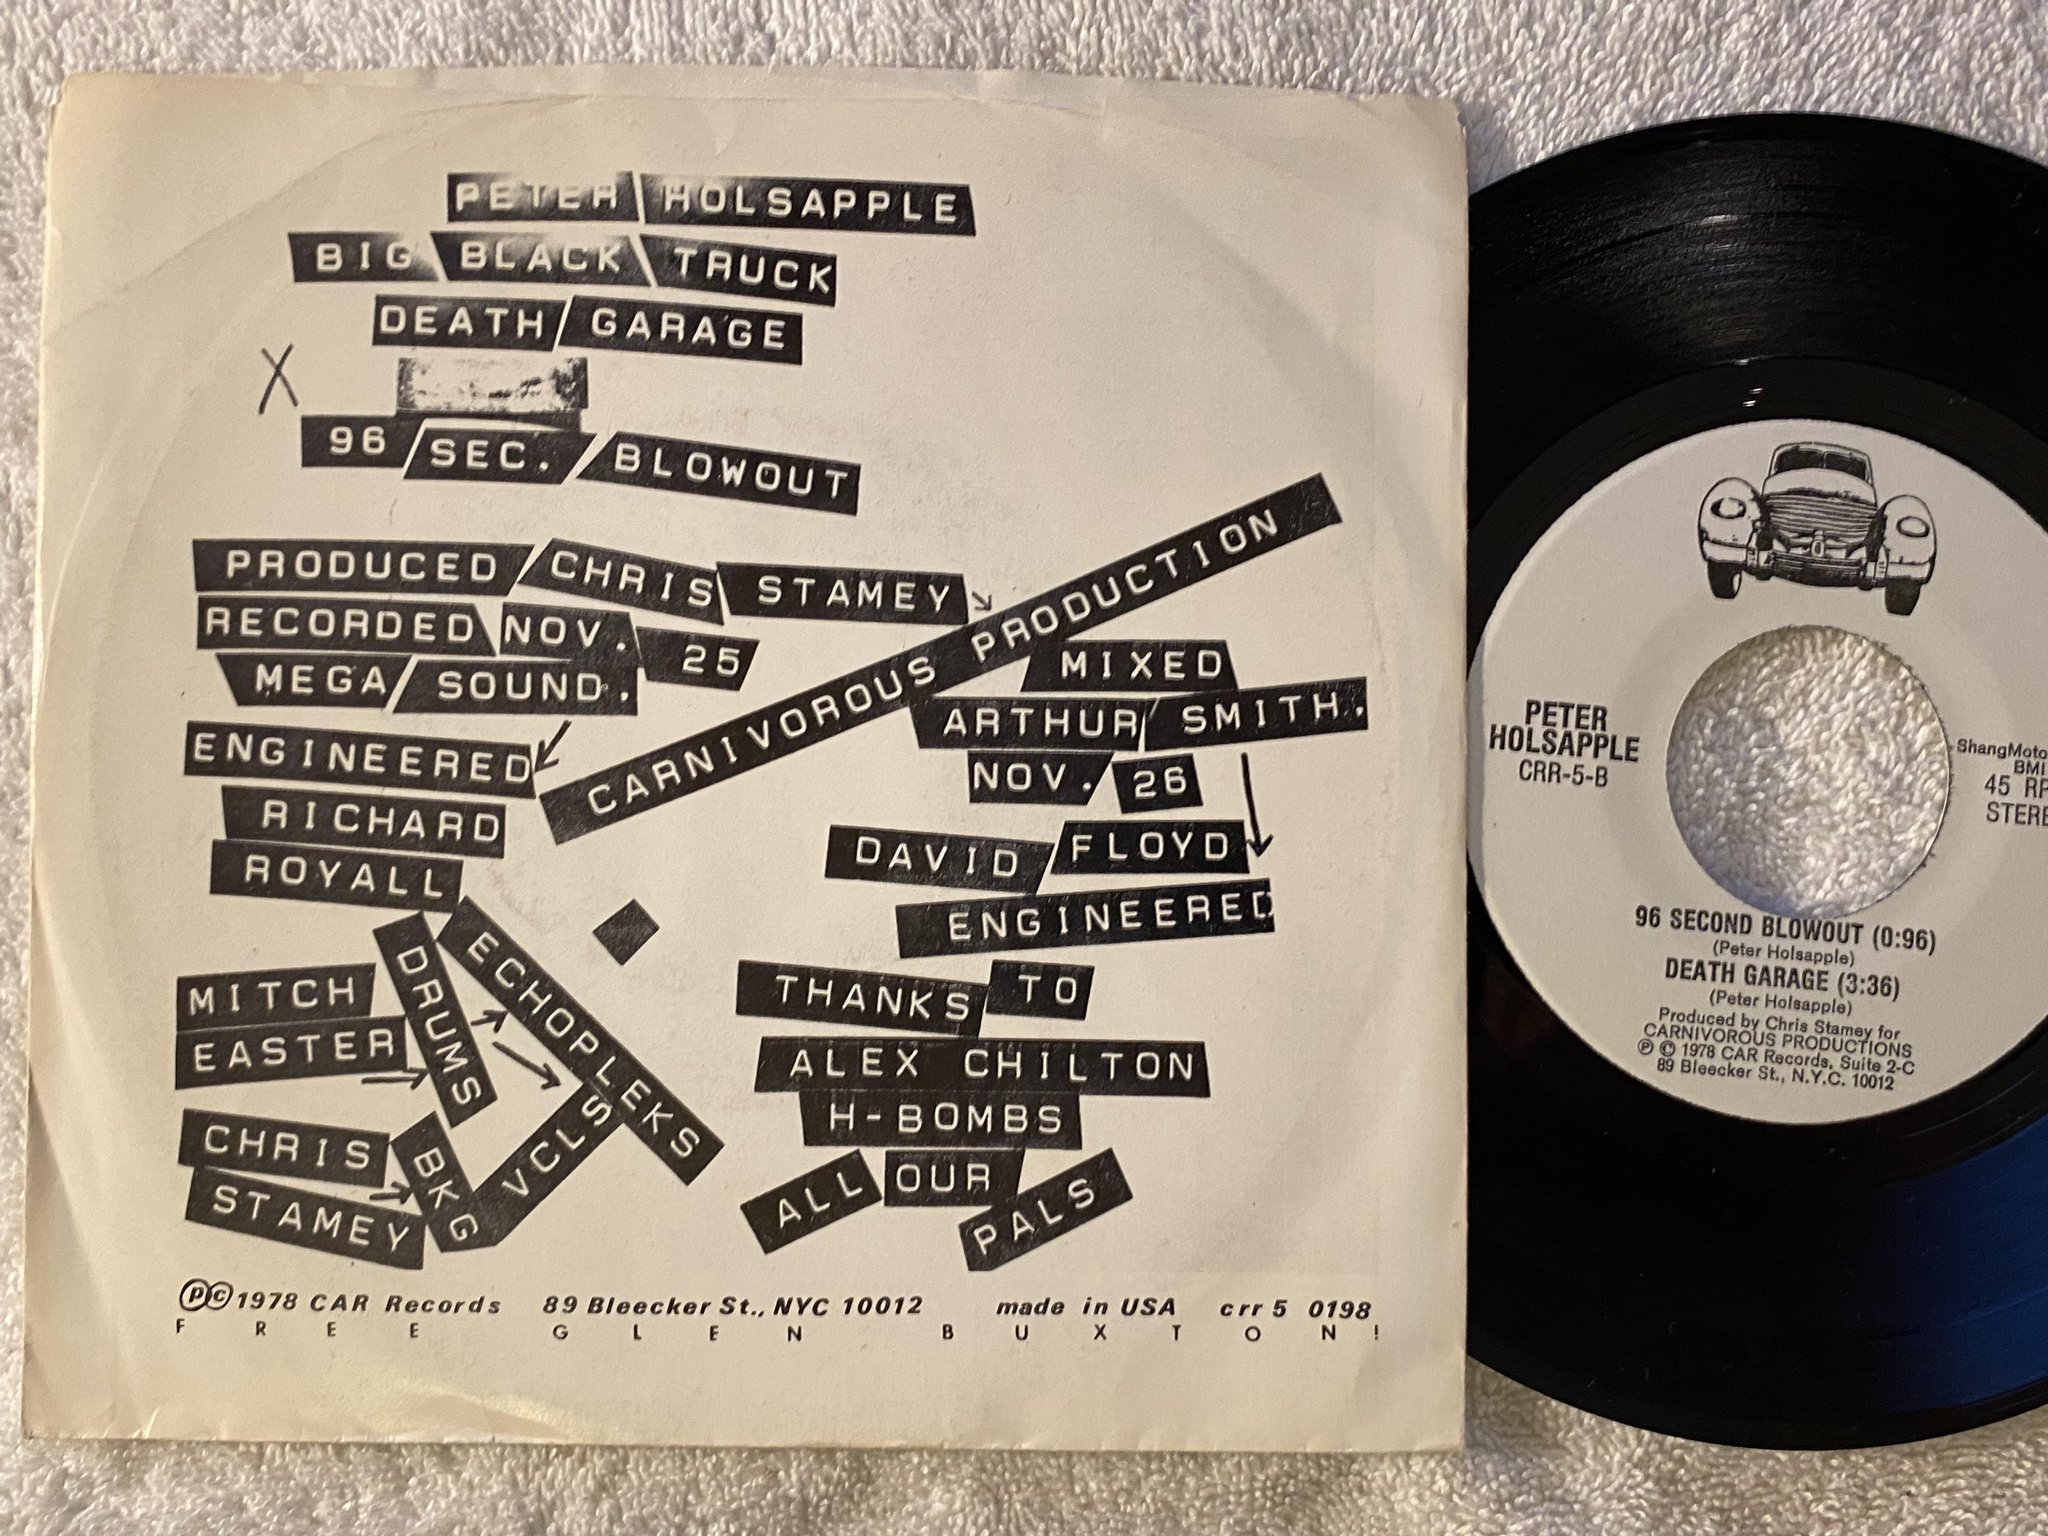 PETER HOLSAPPLE
BIG BLACK TRUCK
DEATH GARAGE
X
96 SEC. BLOWOUT
PRODUCED CHRIS STAMEY
RECORDED NOV. 25
MEGA SOUND.
ENGINEERED
RICHARD
ROYALL
CARNIVOROUS PRODUCTION
MIXED
ARTHUR SMITH.
NOV. 26
DAVID FLOYD
ENGINEERED
MITCH
EASTER
DRUMS
ECHOPLEKS
CHRIS
STAMEY
BKG
VCLS
THANKS TO
ALEX CHILTON
H-BOMBS
ALL OUR
PALS
Ⓟ©1978 CAR Records 89 Bleecker St., NYC 10012 made in USA crr 5 0198
FREE GLEN BUXTON!
PETER
HOLSAPPLE
CRR-5-B
45
96 SECOND BLOWOUT (0:96)
(Peter Holsapple)
DEATH GARAGE (3:36)
(Peter Holsapple)
Produced by Chris Stamey for
CARNIVOROUS PRODUCTIONS
Ⓟ © 1978 CAR Records, Suite 2-C
89 Bleecker St., N.Y.C. 10012